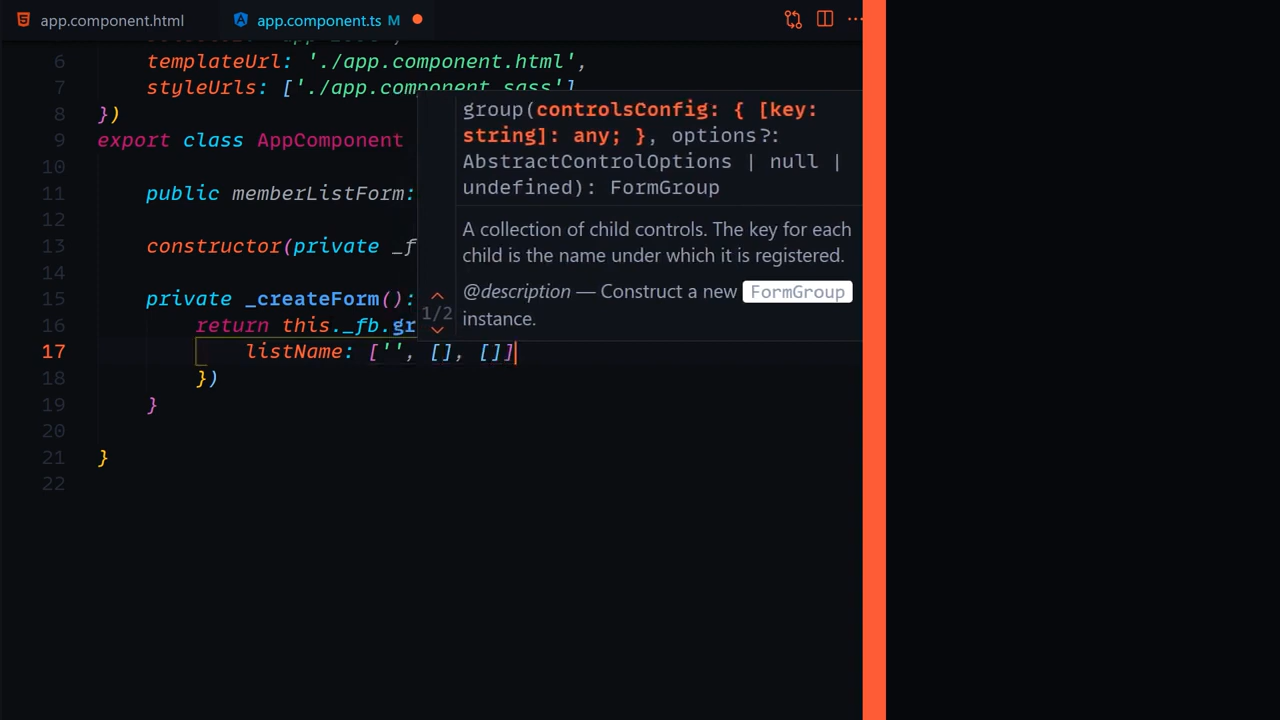 app.component.html
app.component.ts M
6 templateUrl: './app.component.html',
7 styleUrls: ['./app.component.sass']
8 })
9 export class AppComponent
10
11 public memberListForm:
12
13 constructor(private _f
14
15 private _createForm():
16 return this._fb.gr
17 listName: ['', [], []]
18 })
19 }
20
21 }
22
group(controlsConfig: { [key:
string]: any; }, options?:
AbstractControlOptions | null |
undefined): FormGroup
A collection of child controls. The key for each
child is the name under which it is registered.
@description — Construct a new FormGroup
instance.
1/2